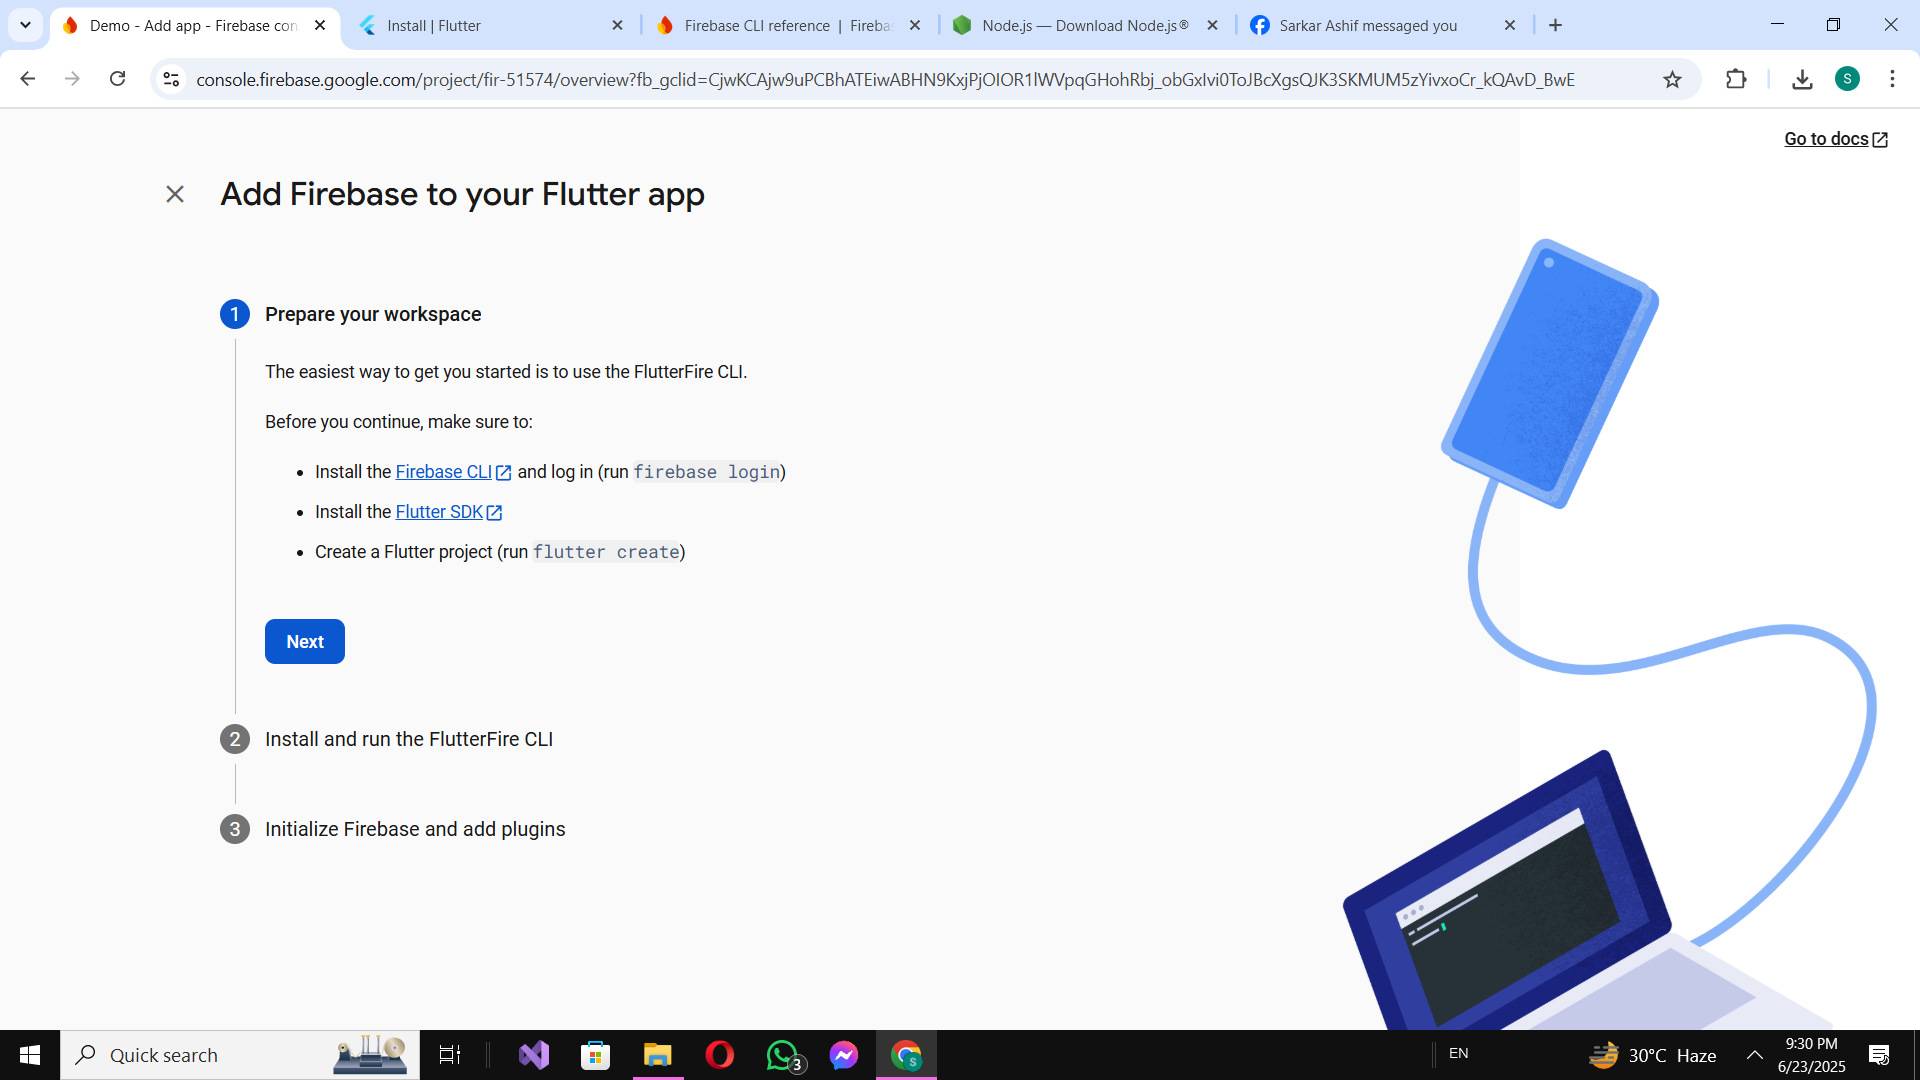 Demo - Add app - Firebase con
Install | Flutter
Firebase CLI reference | Fireba
Node.js — Download Node.js®
Sarkar Ashif messaged you
console.firebase.google.com/project/fir-51574/overview?fb_gclid=CjwKCAjw9uPCBhATEiwABHN9KxjPjOIOR1lWVpqGHohRbj_obGxlvi0ToJBcXgsQJK3SKMUM5zYivxoCr_kQAvD_BwE
S
Go to docs
Add Firebase to your Flutter app
1 Prepare your workspace
The easiest way to get you started is to use the FlutterFire CLI.
Before you continue, make sure to:
• Install the Firebase CLI and log in (run firebase login)
• Install the Flutter SDK
• Create a Flutter project (run flutter create)
Next
2 Install and run the FlutterFire CLI
3 Initialize Firebase and add plugins
Quick search
3
S
EN
30°C Haze
9:30 PM
6/23/2025